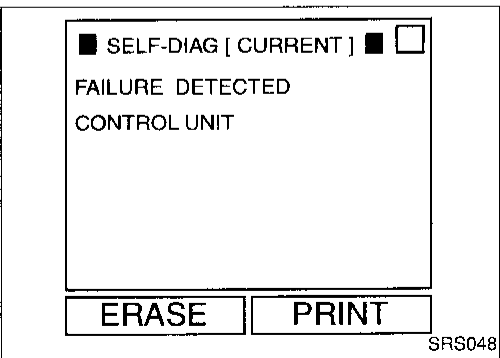 ■ SELF-DIAG [ CURRENT ] ■ □
FAILURE DETECTED
CONTROL UNIT
ERASE PRINT
SRS048